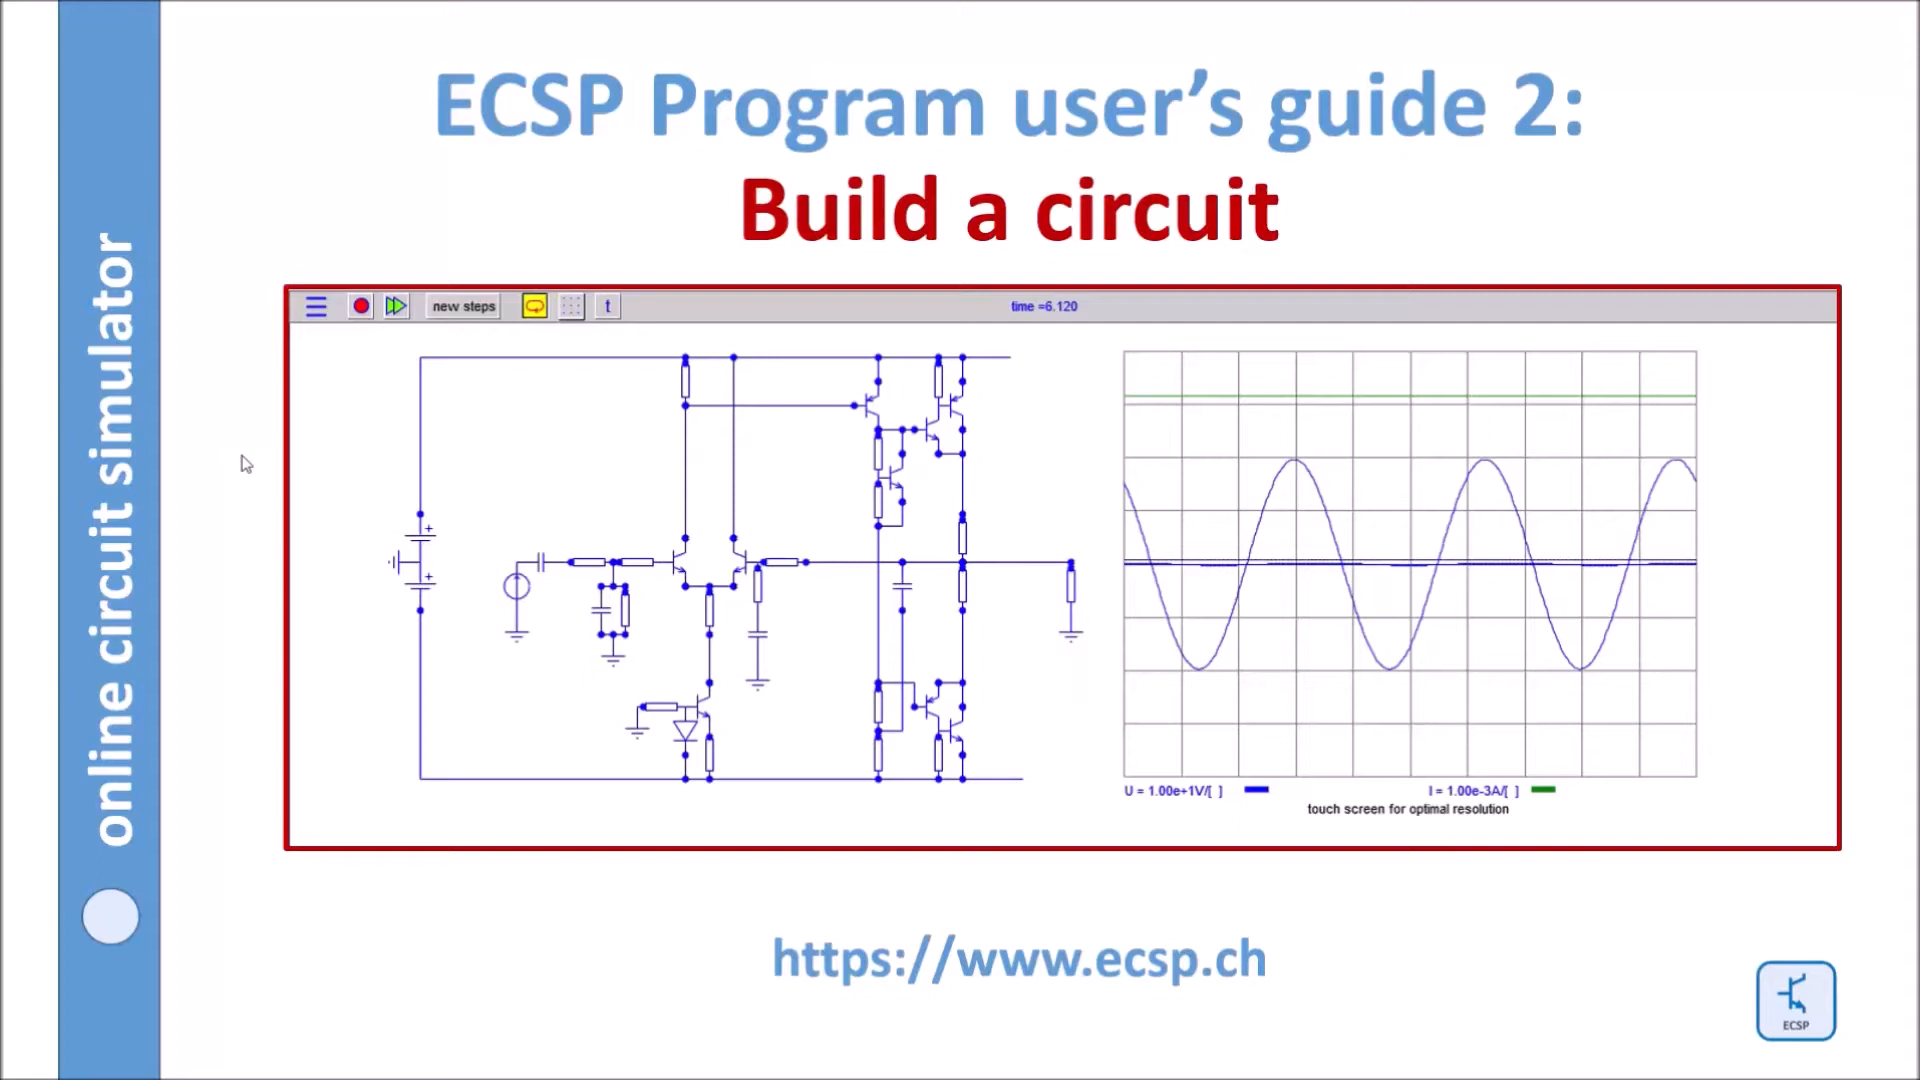 ECSP Program user’s guide 2:
Build a circuit
online circuit simulator
new steps
t
time =6.120
+
+
U = 1.00e+1V/[ ]
I = 1.00e-3A/[ ]
touch screen for optimal resolution
https://www.ecsp.ch
ECSP